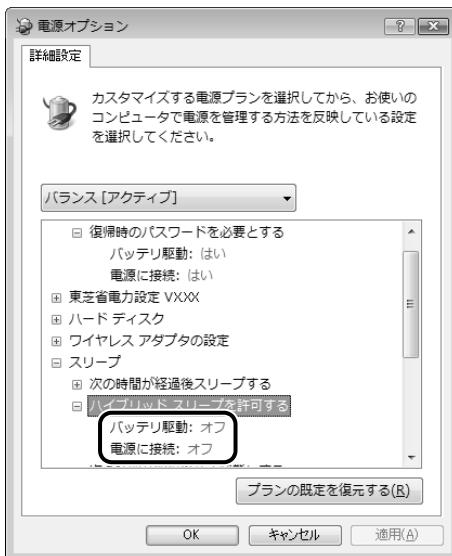 電源オプション
詳細設定
カスタマイズする電源プランを選択してから、お使いの
コンピュータで電源を管理する方法を反映している設定
を選択してください。
バランス [アクティブ]
復帰時のパスワードを必要とする
バッテリ駆動: はい
電源に接続: はい
東芝省電力設定 VX.XX
ハード ディスク
ワイヤレス アダプタの設定
スリープ
次の時間が経過後スリープする
ハイブリッド スリープを許可する
バッテリ駆動: オフ
電源に接続: オフ
プランの既定を復元する(R)
OK
キャンセル
適用(A)